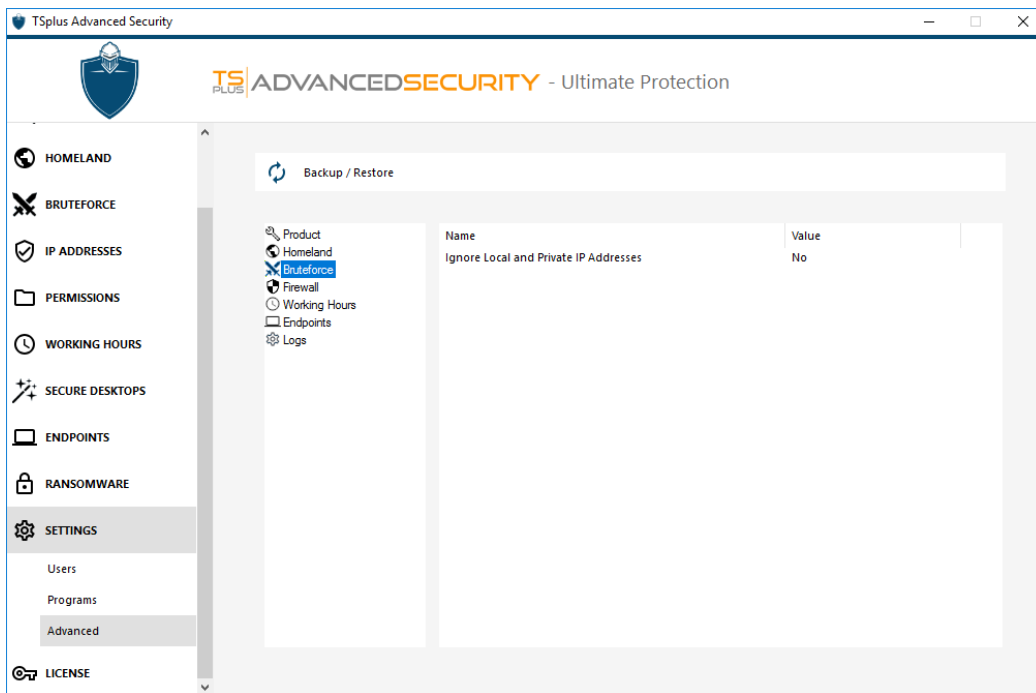 TSplus Advanced Security
TS PLUS ADVANCEDSECURITY - Ultimate Protection
HOMELAND
BRUTEFORCE
IP ADDRESSES
PERMISSIONS
WORKING HOURS
SECURE DESKTOPS
ENDPOINTS
RANSOMWARE
SETTINGS
Users
Programs
Advanced
LICENSE
Backup / Restore
Product
Homeland
Bruteforce
Firewall
Working Hours
Endpoints
Logs
Name Value
Ignore Local and Private IP Addresses No